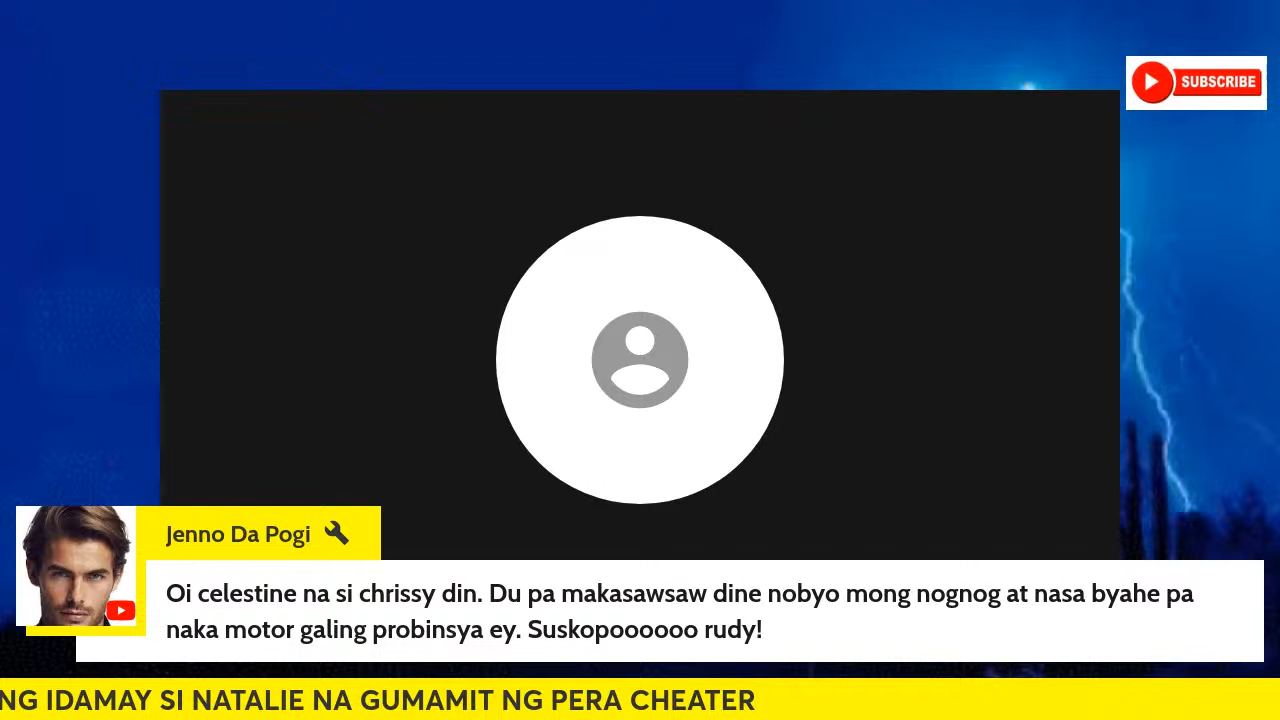 SUBSCRIBE
Jenno Da Pogi
Oi celestine na si chrissy din. Du pa makasawsaw dine nobyo mong nognog at nasa byahe pa
naka motor galing probinsya ey. Suskopoooooo rudy!
NG IDAMAY SI NATALIE NA GUMAMIT NG PERA CHEATER